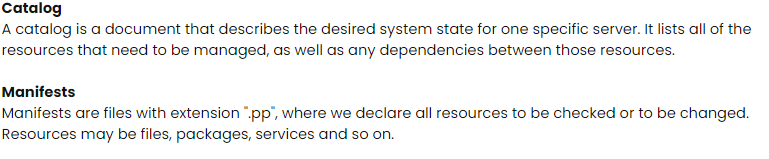 Catalog
A catalog is a document that describes the desired system state for one specific server. It lists all of the
resources that need to be managed, as well as any dependencies between those resources.
Manifests
Manifests are files with extension ".pp", where we declare all resources to be checked or to be changed.
Resources may be files, packages, services and so on.